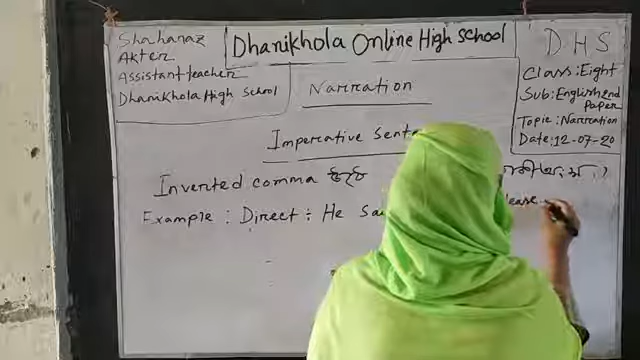 Shahanaz
Akter
Assistant teacher
Dhanikhola High School
Dhanikhola Online High School
DHS
Class: Eight
Sub: English 2nd
Paper
Topic: Narration
Date: 12-07-20
Narration
Imperative Sente
Inverted comma
Example : Direct : He Sa
lease